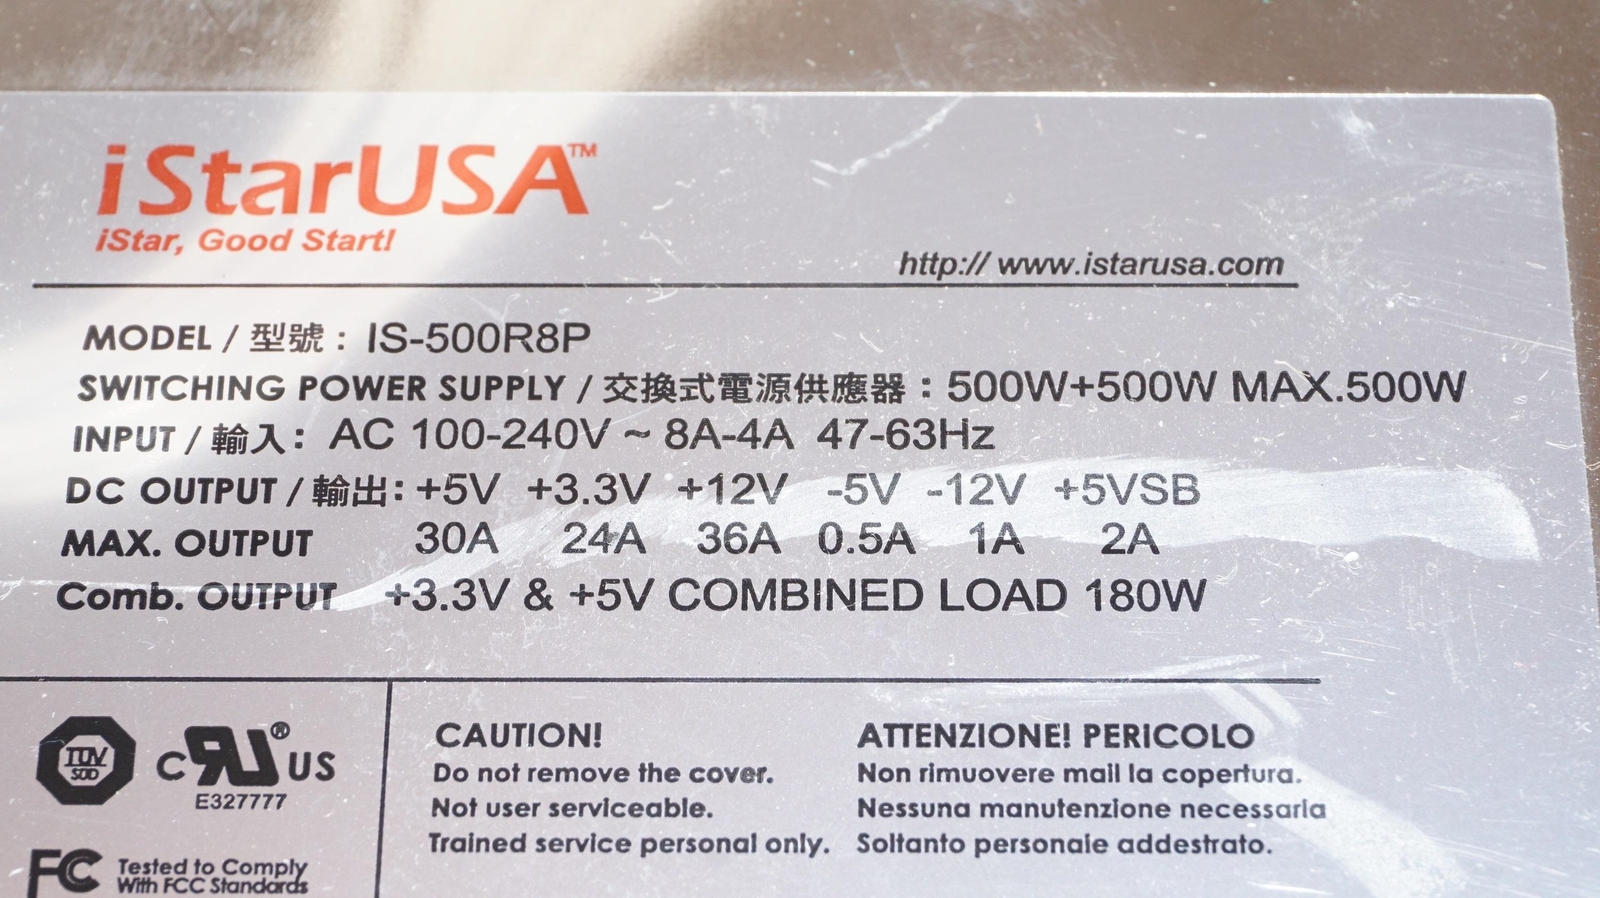 iStarUSA™
iStar, Good Start!
http:// www.istarusa.com
MODEL / 型號 : IS-500R8P
SWITCHING POWER SUPPLY / 交換式電源供應器 : 500W+500W MAX.500W
INPUT / 輸入 : AC 100-240V ~ 8A-4A 47-63Hz
DC OUTPUT / 輸出 : +5V +3.3V +12V -5V -12V +5VSB
MAX. OUTPUT 30A 24A 36A 0.5A 1A 2A
Comb. OUTPUT +3.3V & +5V COMBINED LOAD 180W
TÜV
SÜD
c RU ® US
E327777
FC Tested to Comply
With FCC Standards
CAUTION!
Do not remove the cover.
Not user serviceable.
Trained service personal only.
ATTENZIONE! PERICOLO
Non rimuovere mail la copertura.
Nessuna manutenzione necessarla
Soltanto personale addestrato.